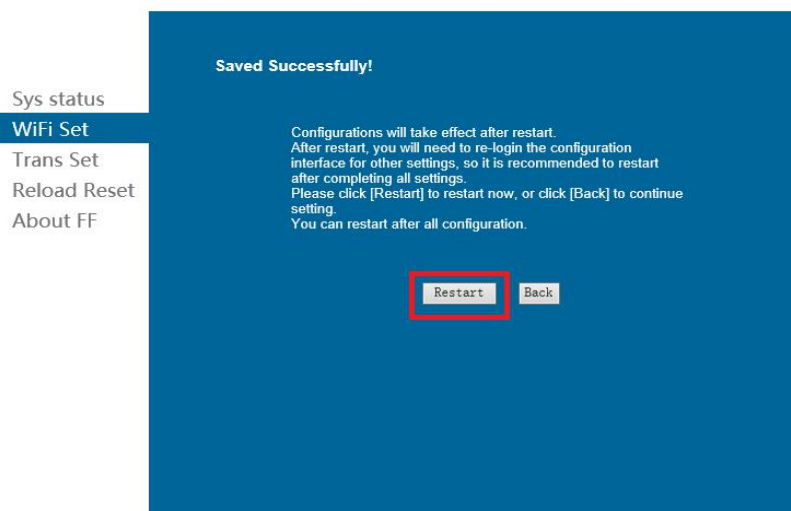 Saved Successfully!
Sys status
WiFi Set
Trans Set
Reload Reset
About FF
Configurations will take effect after restart.
After restart, you will need to re-login the configuration
interface for other settings, so it is recommended to restart
after completing all settings.
Please click [Restart] to restart now, or click [Back] to continue
setting.
You can restart after all configuration.
Restart
Back